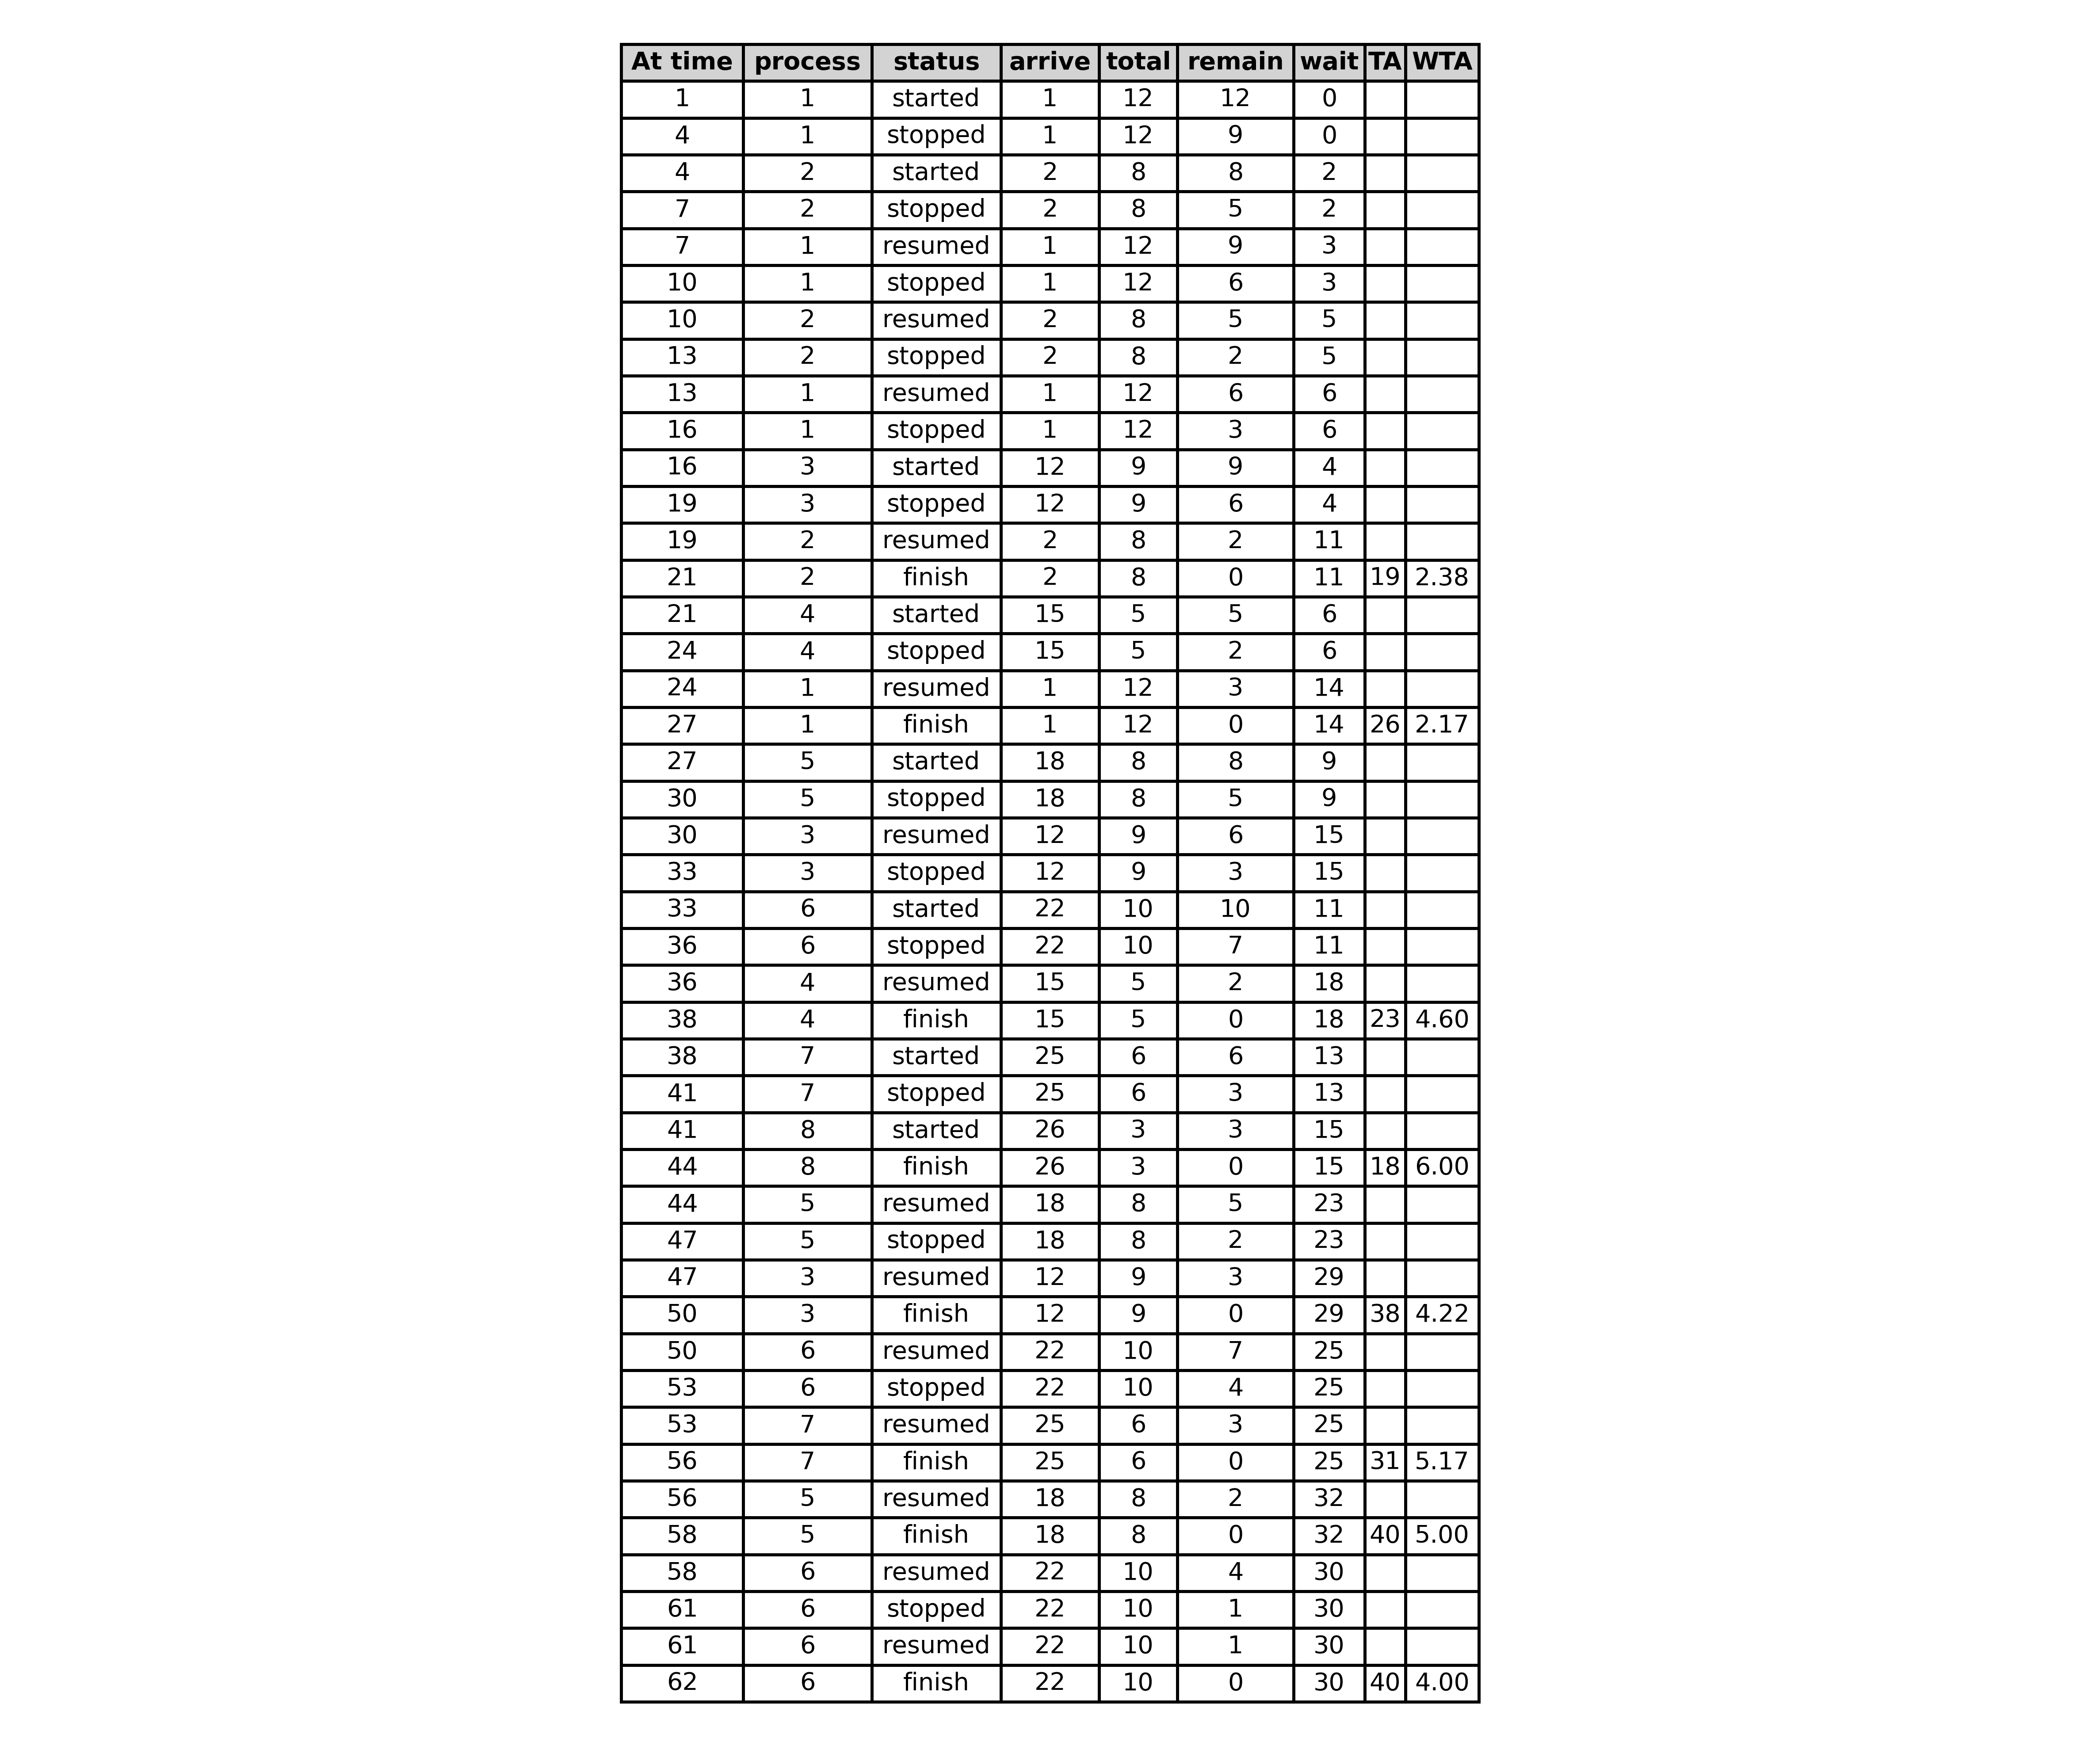 At time process status arrive total remain wait TA WTA
1 1 started 1 12 12 0
4 1 stopped 1 12 9 0
4 2 started 2 8 8 2
7 2 stopped 2 8 5 2
7 1 resumed 1 12 9 3
10 1 stopped 1 12 6 3
10 2 resumed 2 8 5 5
13 2 stopped 2 8 2 5
13 1 resumed 1 12 6 6
16 1 stopped 1 12 3 6
16 3 started 12 9 9 4
19 3 stopped 12 9 6 4
19 2 resumed 2 8 2 11
21 2 finish 2 8 0 11 19 2.38
21 4 started 15 5 5 6
24 4 stopped 15 5 2 6
24 1 resumed 1 12 3 14
27 1 finish 1 12 0 14 26 2.17
27 5 started 18 8 8 9
30 5 stopped 18 8 5 9
30 3 resumed 12 9 6 15
33 3 stopped 12 9 3 15
33 6 started 22 10 10 11
36 6 stopped 22 10 7 11
36 4 resumed 15 5 2 18
38 4 finish 15 5 0 18 23 4.60
38 7 started 25 6 6 13
41 7 stopped 25 6 3 13
41 8 started 26 3 3 15
44 8 finish 26 3 0 15 18 6.00
44 5 resumed 18 8 5 23
47 5 stopped 18 8 2 23
47 3 resumed 12 9 3 29
50 3 finish 12 9 0 29 38 4.22
50 6 resumed 22 10 7 25
53 6 stopped 22 10 4 25
53 7 resumed 25 6 3 25
56 7 finish 25 6 0 25 31 5.17
56 5 resumed 18 8 2 32
58 5 finish 18 8 0 32 40 5.00
58 6 resumed 22 10 4 30
61 6 stopped 22 10 1 30
61 6 resumed 22 10 1 30
62 6 finish 22 10 0 30 40 4.00